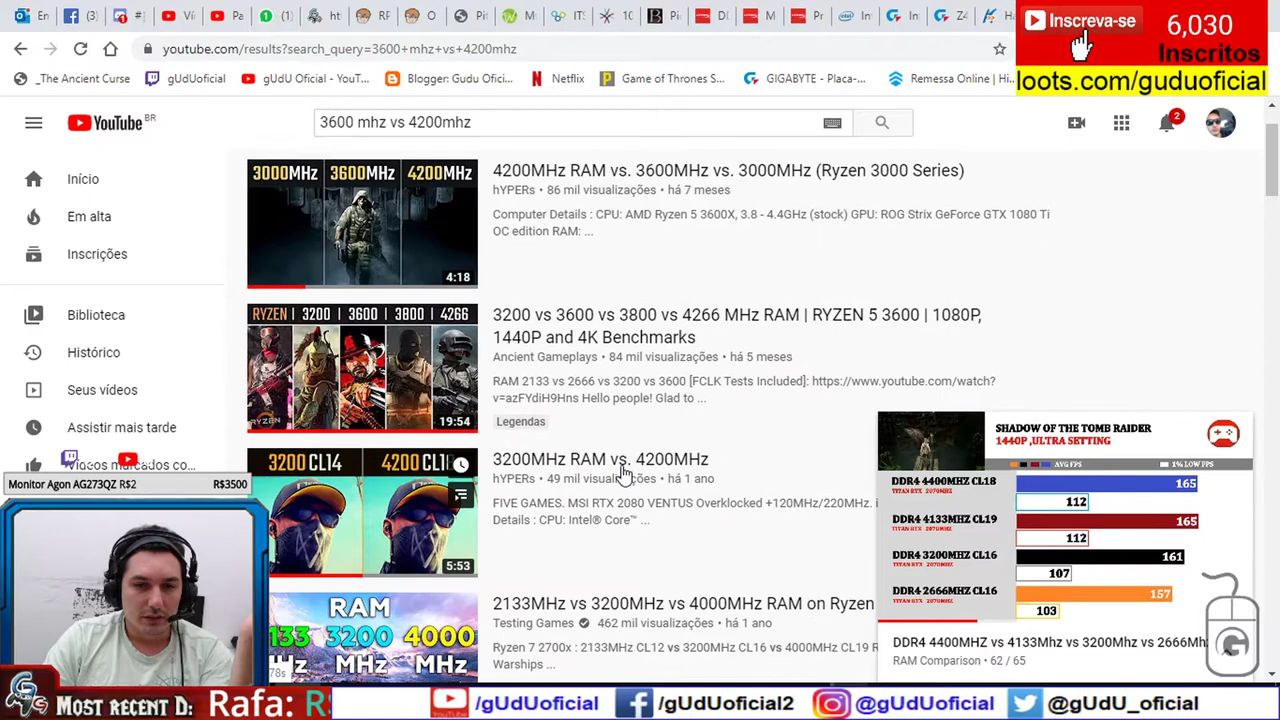 youtube.com/results?search_query=3600+mhz+vs+4200mhz
Inscreva-se
6,030
Inscritos
loots.com/guduoficial
_The Ancient Curse
gUdUoficial
gUdU Oficial - YouT...
Blogger: Gudu Ofici...
Netflix
Game of Thrones S...
GIGABYTE - Placa-...
Remessa Online | H...
YouTube BR
3600 mhz vs 4200mhz
2
Início
Em alta
Inscrições
Biblioteca
Histórico
Seus vídeos
Assistir mais tarde
Vídeos marcados co...
3000MHZ 3600MHZ 4200MHZ
4:18
4200MHz RAM vs. 3600MHz vs. 3000MHz (Ryzen 3000 Series)
hYPERs • 86 mil visualizações • há 7 meses
Computer Details : CPU: AMD Ryzen 5 3600X, 3.8 - 4.4GHz (stock) GPU: ROG Strix GeForce GTX 1080 Ti
OC edition RAM: ...
RYZEN | 3200 | 3600 | 3800 | 4266
19:54
3200 vs 3600 vs 3800 vs 4266 MHz RAM | RYZEN 5 3600 | 1080P,
1440P and 4K Benchmarks
Ancient Gameplays • 84 mil visualizações • há 5 meses
RAM 2133 vs 2666 vs 3200 vs 3600 [FCLK Tests Included]: https://www.youtube.com/watch?
v=azFYdiH9Hns Hello people! Glad to ...
Legendas
3200 CL14
5:53
3200MHz RAM vs. 4200MHz
hYPERs • 49 mil visualizações • há 1 ano
FIVE GAMES. MSI RTX 2080 VENTUS Overlocked +120MHz/220MHz.
Details : CPU: Intel® Core™ ...
RAM
133 3200 4000
MHz MHz
2133MHz vs 3200MHz vs 4000MHz RAM on Ryzen
Testing Games • 462 mil visualizações • há 1 ano
Ryzen 7 2700x : 2133MHz CL12 vs 3200MHz CL16 vs 4000MHz CL19 R
Warships ...
SHADOW OF THE TOMB RAIDER
1440P ,ULTRA SETTING
AVG FPS
1% LOW FPS
DDR4 4400MHZ CL18
165
112
DDR4 4133MHZ CL19
165
112
DDR4 3200MHZ CL16
161
107
DDR4 2666MHZ CL16
157
103
DDR4 4400MHZ vs 4133Mhz vs 3200Mhz vs 2666Mh
RAM Comparison • 62 / 65
Monitor Agon AG273QZ R$2
R$3500
Most recent D: Rafa: R
/gUdUoficial
/gUdUoficial2
@gUdUoficial
@gUdU_oficial